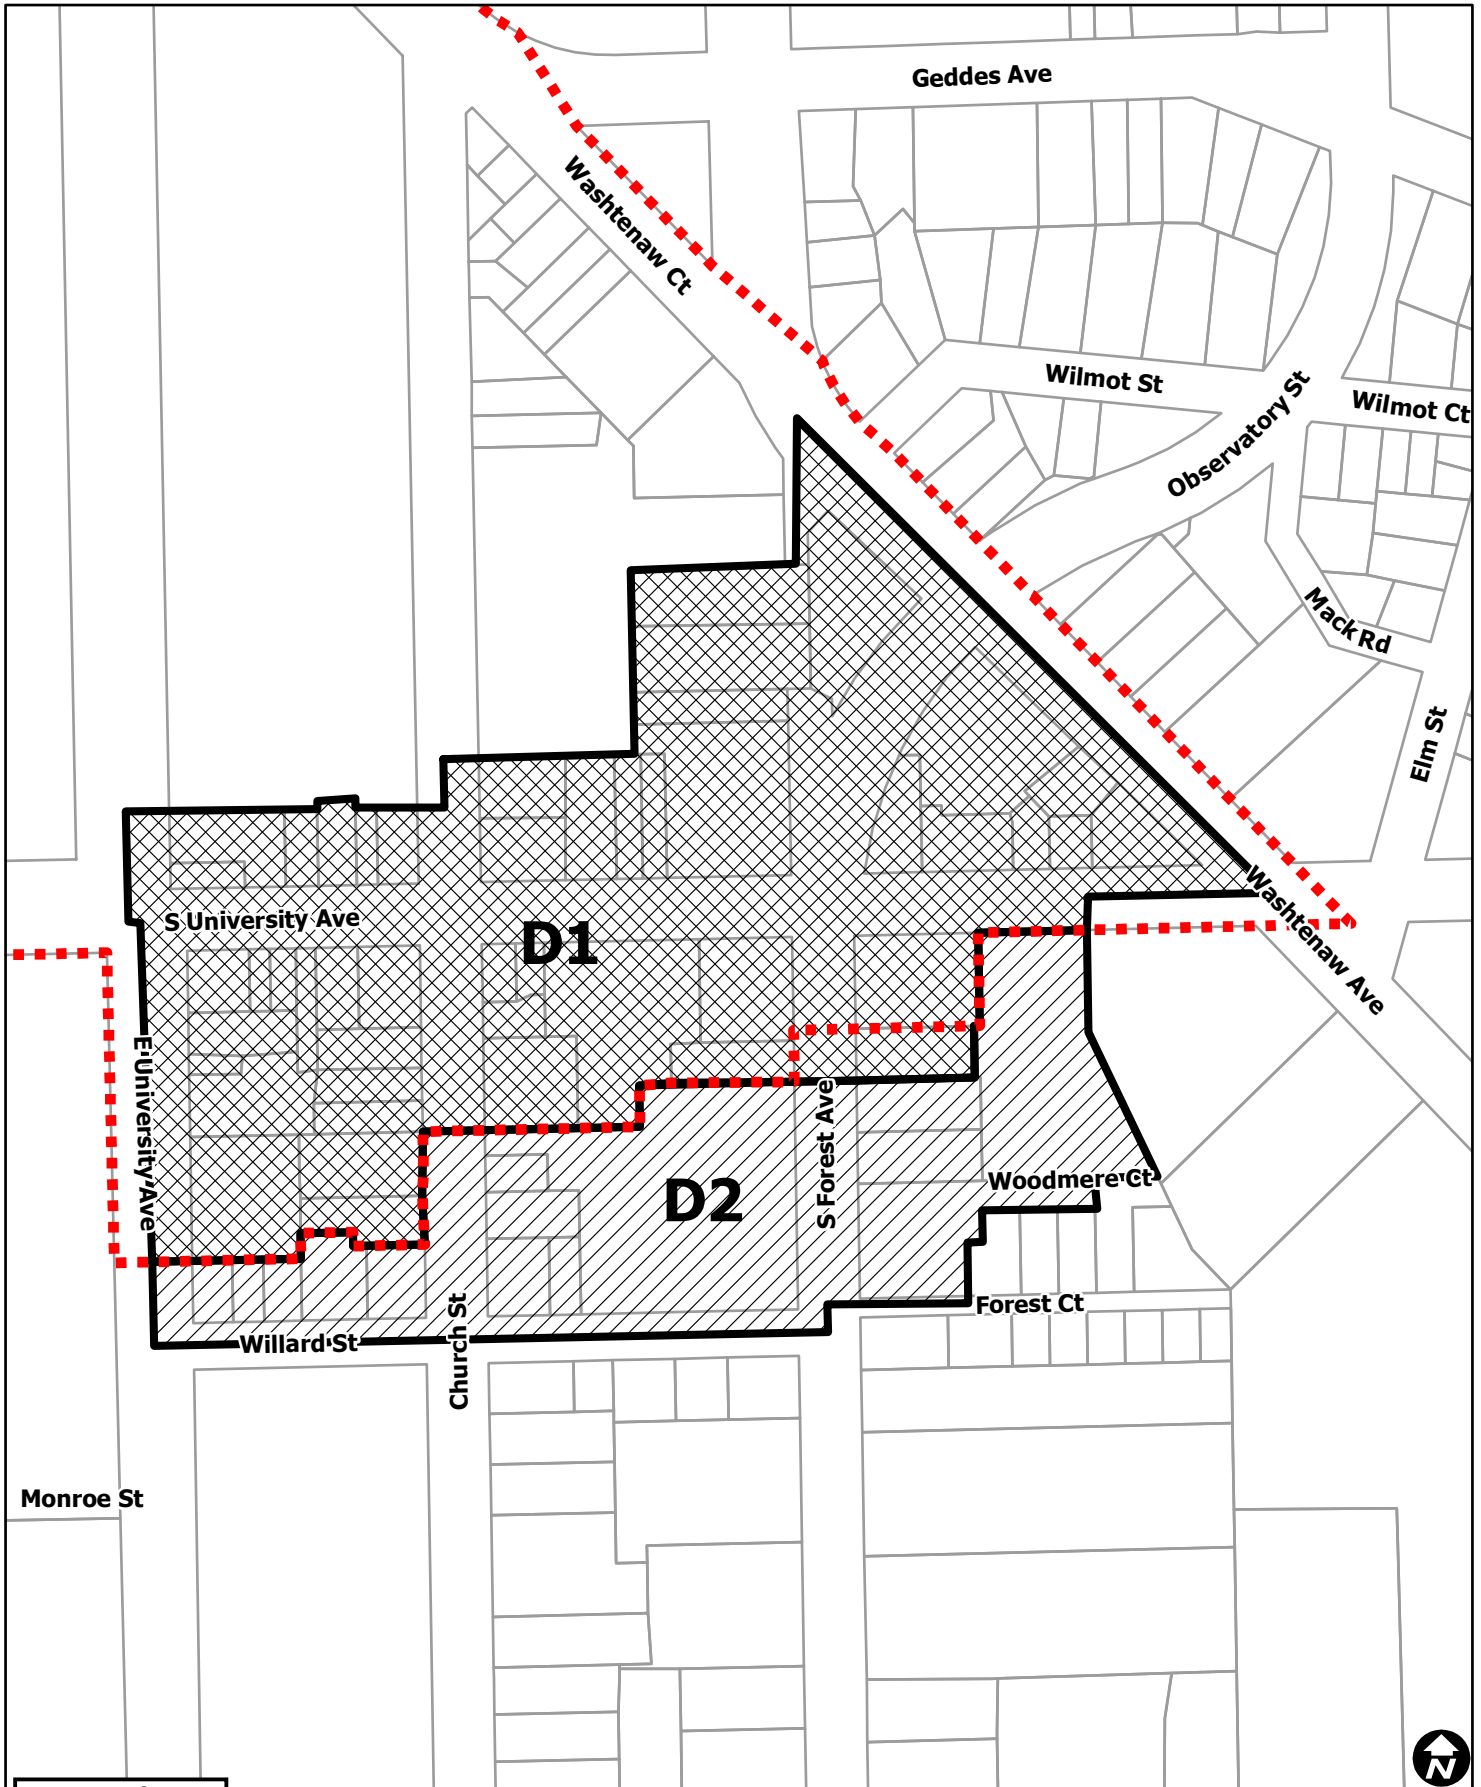 Geddes Ave
Washtenaw Ct
Wilmot St
Wilmot Ct
Observatory St
Mack Rd
Elm St
S University Ave
D1
Washtenaw Ave
E University Ave
S Forest Ave
Woodmere Ct
D2
Forest Ct
Church St
Willard St
Monroe St
N